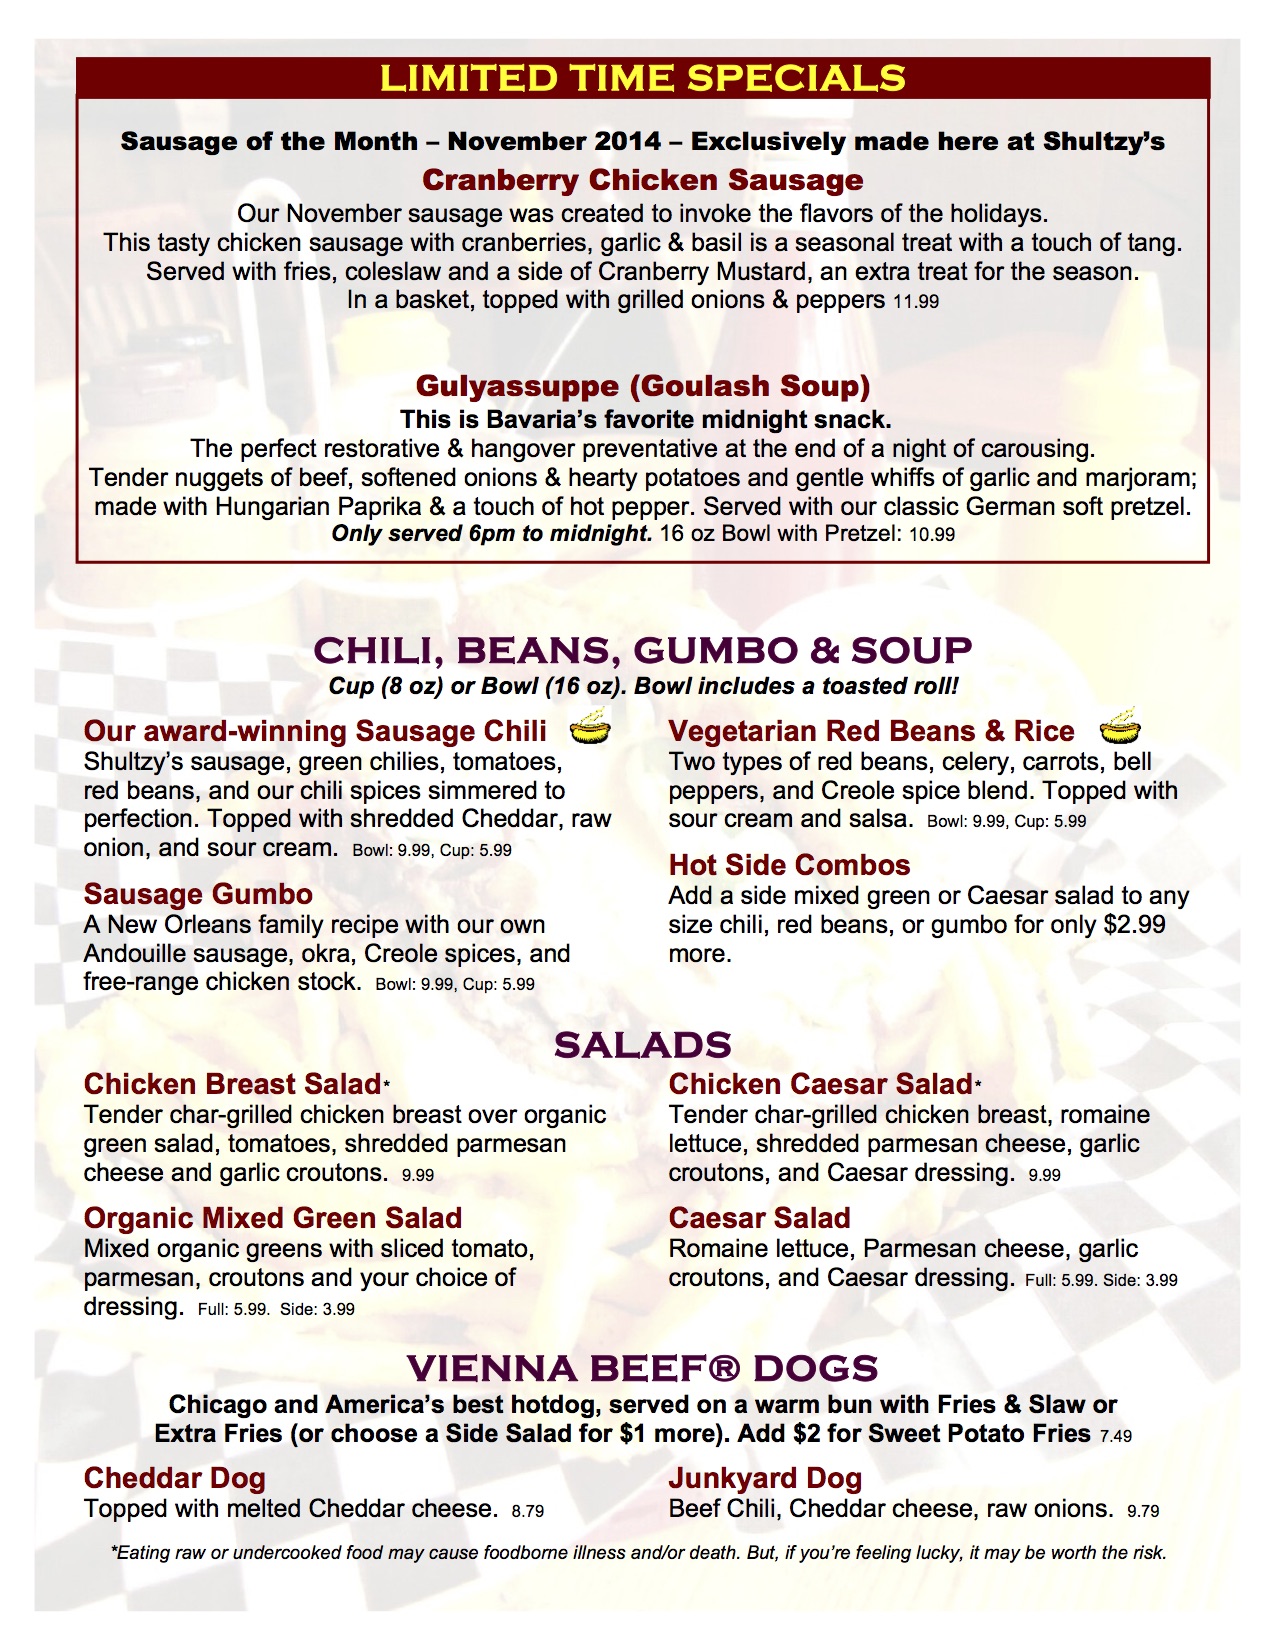 LIMITED TIME SPECIALS
Sausage of the Month – November 2014 – Exclusively made here at Shultzy’s
Cranberry Chicken Sausage
Our November sausage was created to invoke the flavors of the holidays.
This tasty chicken sausage with cranberries, garlic & basil is a seasonal treat with a touch of tang.
Served with fries, coleslaw and a side of Cranberry Mustard, an extra treat for the season.
In a basket, topped with grilled onions & peppers 11.99
Gulyassuppe (Goulash Soup)
This is Bavaria’s favorite midnight snack.
The perfect restorative & hangover preventative at the end of a night of carousing.
Tender nuggets of beef, softened onions & hearty potatoes and gentle whiffs of garlic and marjoram;
made with Hungarian Paprika & a touch of hot pepper. Served with our classic German soft pretzel.
Only served 6pm to midnight. 16 oz Bowl with Pretzel: 10.99
CHILI, BEANS, GUMBO & SOUP
Cup (8 oz) or Bowl (16 oz). Bowl includes a toasted roll!
Our award-winning Sausage Chili
Shultzy’s sausage, green chilies, tomatoes,
red beans, and our chili spices simmered to
perfection. Topped with shredded Cheddar, raw
onion, and sour cream. Bowl: 9.99, Cup: 5.99
Sausage Gumbo
A New Orleans family recipe with our own
Andouille sausage, okra, Creole spices, and
free-range chicken stock. Bowl: 9.99, Cup: 5.99
Vegetarian Red Beans & Rice
Two types of red beans, celery, carrots, bell
peppers, and Creole spice blend. Topped with
sour cream and salsa. Bowl: 9.99, Cup: 5.99
Hot Side Combos
Add a side mixed green or Caesar salad to any
size chili, red beans, or gumbo for only $2.99
more.
SALADS
Chicken Breast Salad*
Tender char-grilled chicken breast over organic
green salad, tomatoes, shredded parmesan
cheese and garlic croutons. 9.99
Organic Mixed Green Salad
Mixed organic greens with sliced tomato,
parmesan, croutons and your choice of
dressing. Full: 5.99. Side: 3.99
Chicken Caesar Salad*
Tender char-grilled chicken breast, romaine
lettuce, shredded parmesan cheese, garlic
croutons, and Caesar dressing. 9.99
Caesar Salad
Romaine lettuce, Parmesan cheese, garlic
croutons, and Caesar dressing. Full: 5.99. Side: 3.99
VIENNA BEEF® DOGS
Chicago and America’s best hotdog, served on a warm bun with Fries & Slaw or
Extra Fries (or choose a Side Salad for $1 more). Add $2 for Sweet Potato Fries 7.49
Cheddar Dog
Topped with melted Cheddar cheese. 8.79
Junkyard Dog
Beef Chili, Cheddar cheese, raw onions. 9.79
*Eating raw or undercooked food may cause foodborne illness and/or death. But, if you’re feeling lucky, it may be worth the risk.